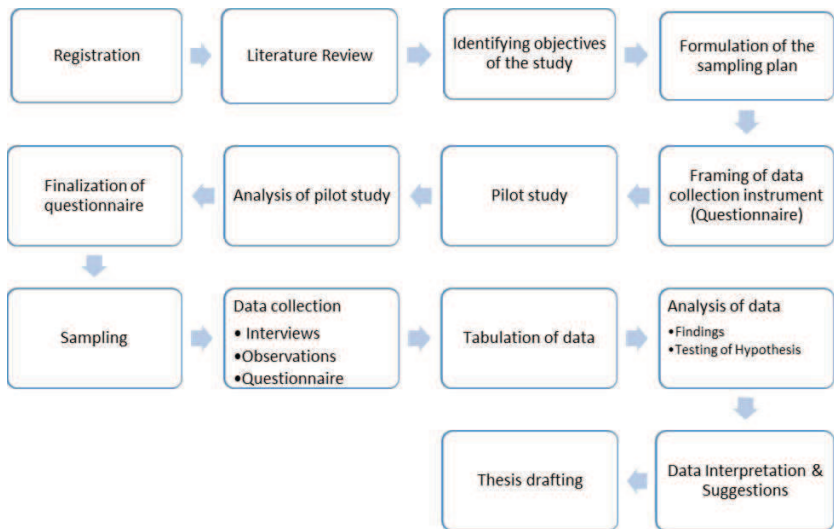 Registration
Literature Review
Identifying objectives
of the study
Formulation of the
sampling plan
Framing of data
collection instrument
(Questionnaire)
Pilot study
Analysis of pilot study
Finalization of
questionnaire
Sampling
Data collection
• Interviews
•Observations
•Questionnaire
Tabulation of data
Analysis of data
•Findings
•Testing of Hypothesis
Data Interpretation &
Suggestions
Thesis drafting